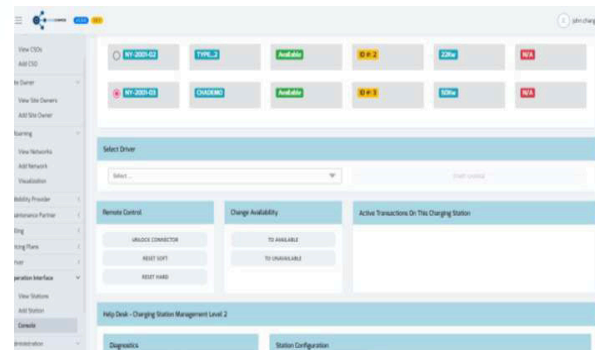 john.char
View CSOs
Add CSO
NY-2001-02 TYPE_2 Available ID #: 2 22Kw N/A
Site Owner
View Site Owners
Add Site Owner
NY-2001-03 CHADEMO Available ID #: 3 50Kw N/A
Roaming
View Networks
Add Network
Visualization
Select Driver
Select...
Mobility Provider
Maintenance Partner
Remote Control Change Availability Active Transactions On This Charging Station
UNLOCK CONNECTOR TO AVAILABLE
RESET SOFT TO UNAVAILABLE
RESET HARD
Operation Interface
View Stations
Add Station
Console
Help Desk - Charging Station Management Level 2
Administration
Diagnostics Station Configuration